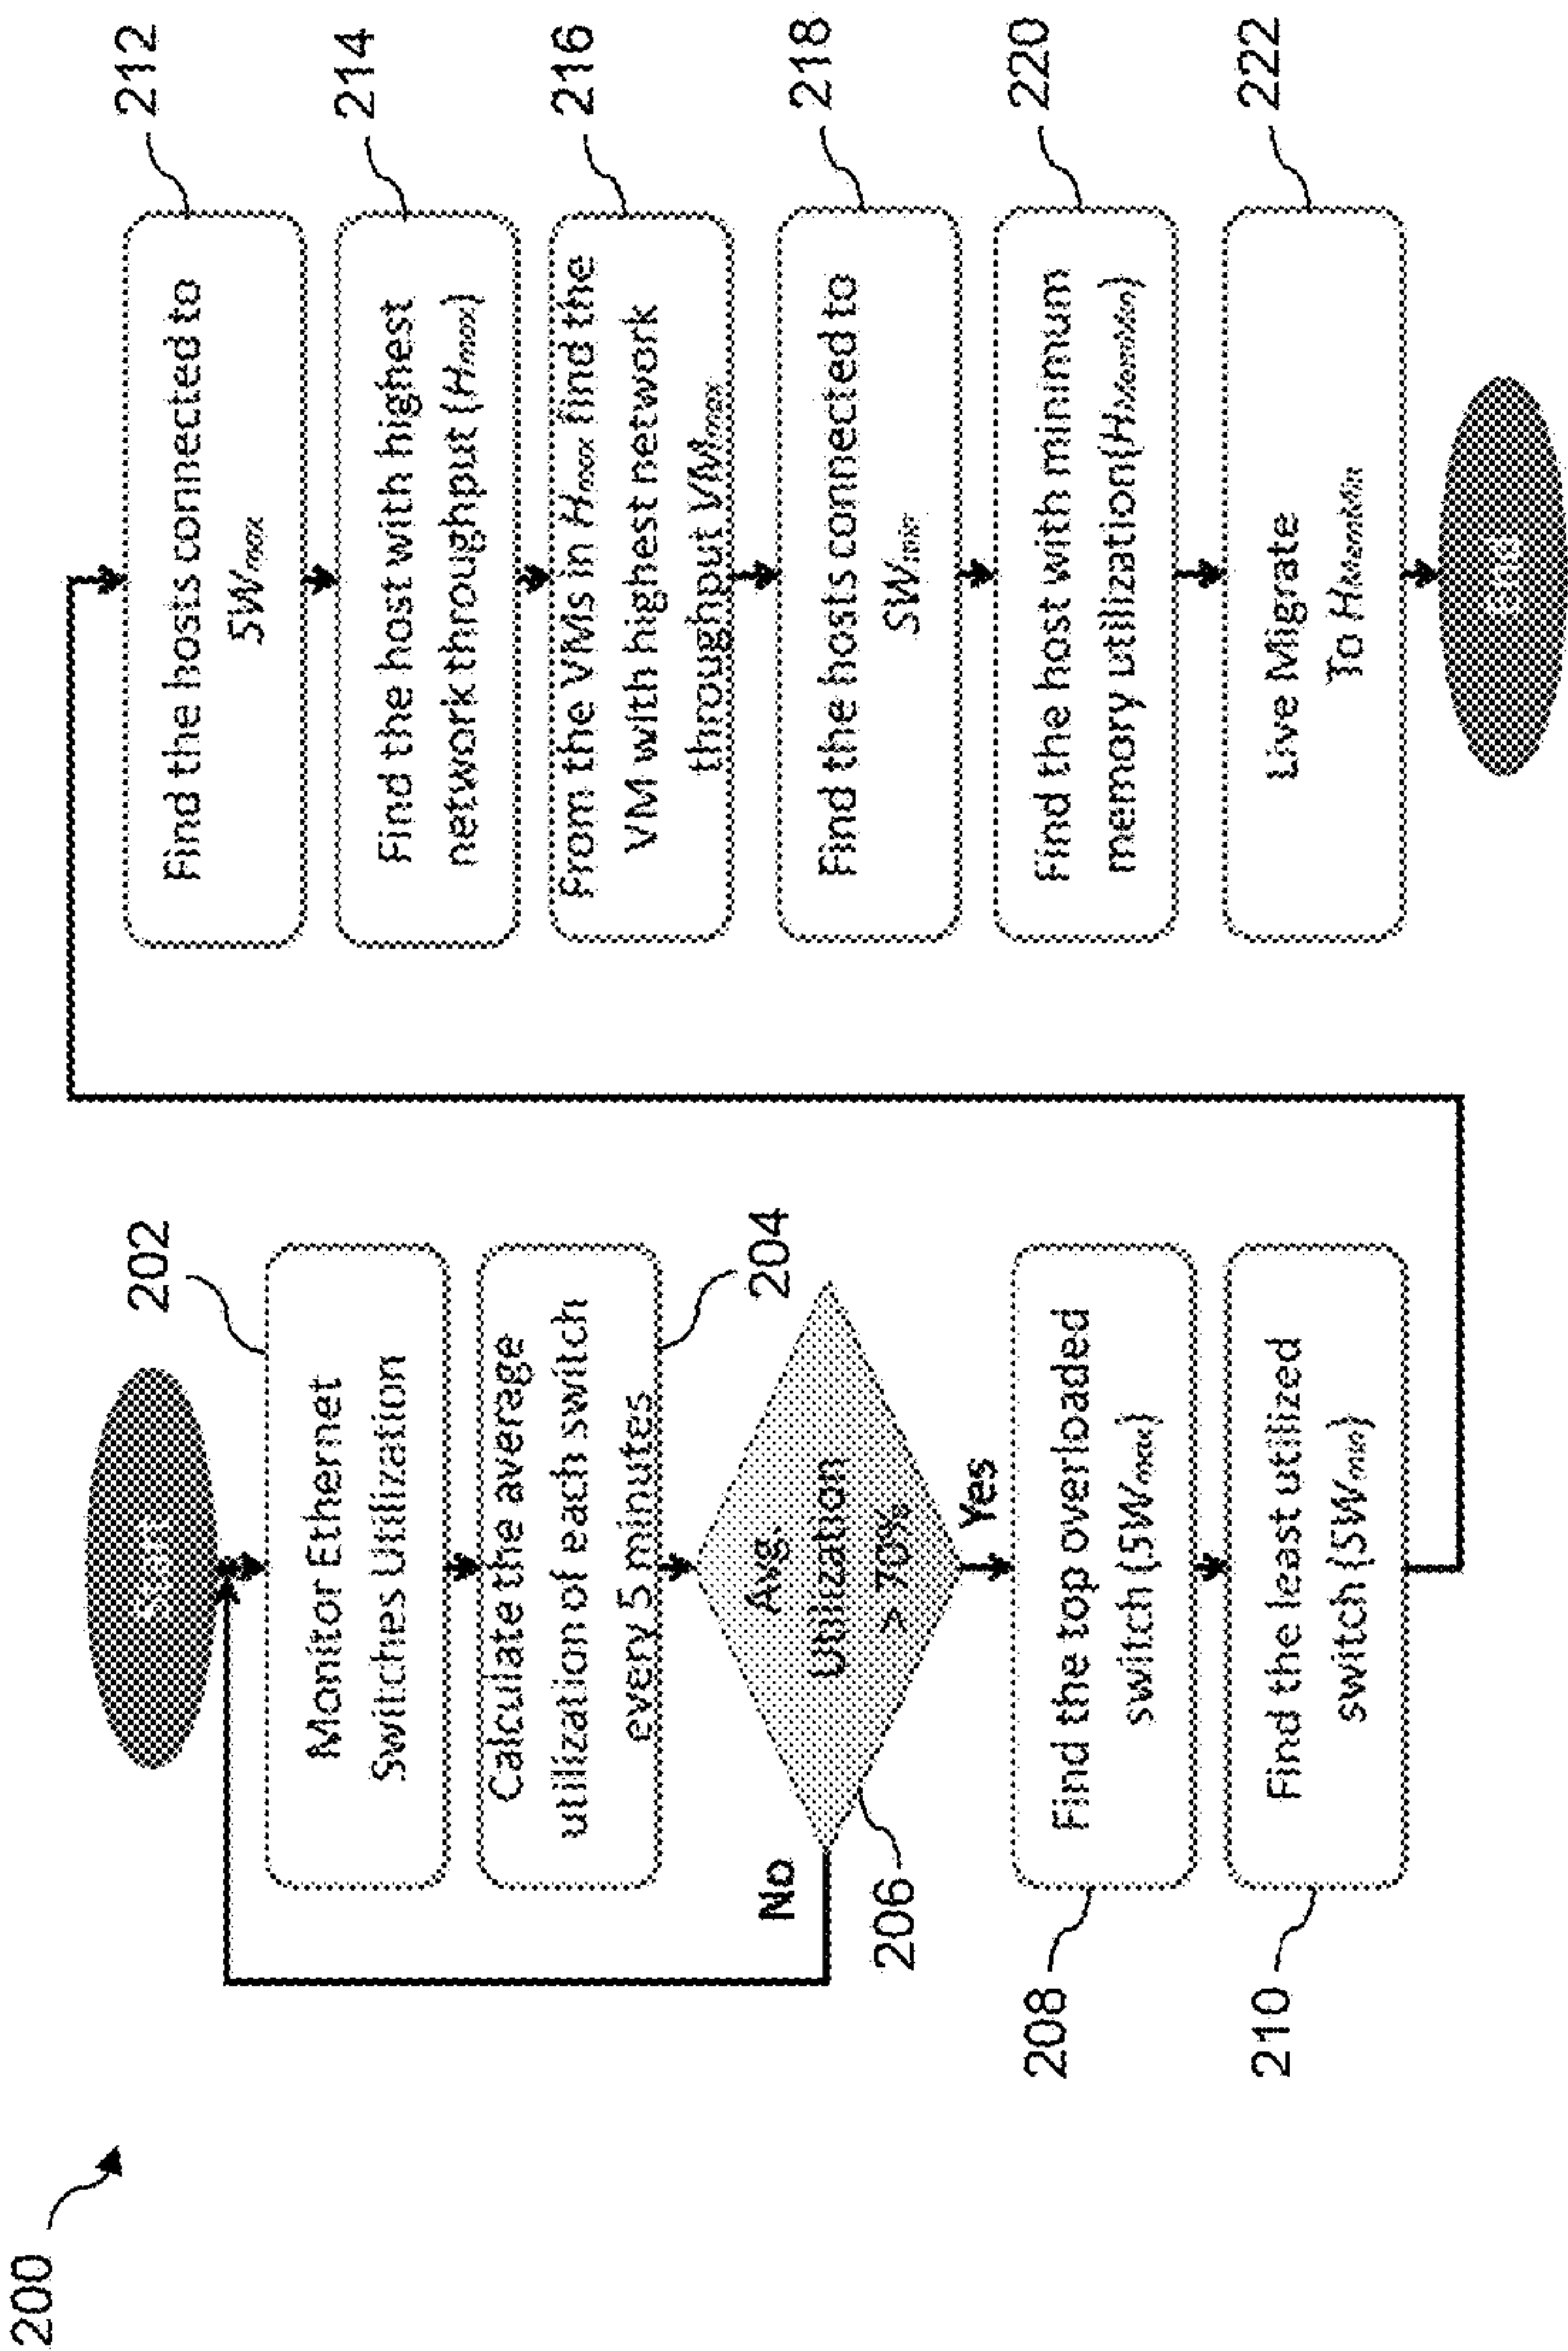 200
202
Monitor Ethernet
Switches Utilization
Calculate the average
utilization of each switch
every 5 minutes
204
Avg.
Utilization
> 70%
No
Yes
206
Find the top overloaded
switch (SWmax)
208
Find the least utilized
switch (SWmin)
210
Find the hosts connected to
SWmax
212
Find the host with highest
network throughput (Hmax)
214
From the VMs in Hmax find the
VM with highest network
throughput VMmax
216
Find the hosts connected to
SWmin
218
Find the host with minimum
memory utilization(HMemMin)
220
Live Migrate
To HMemMin
222